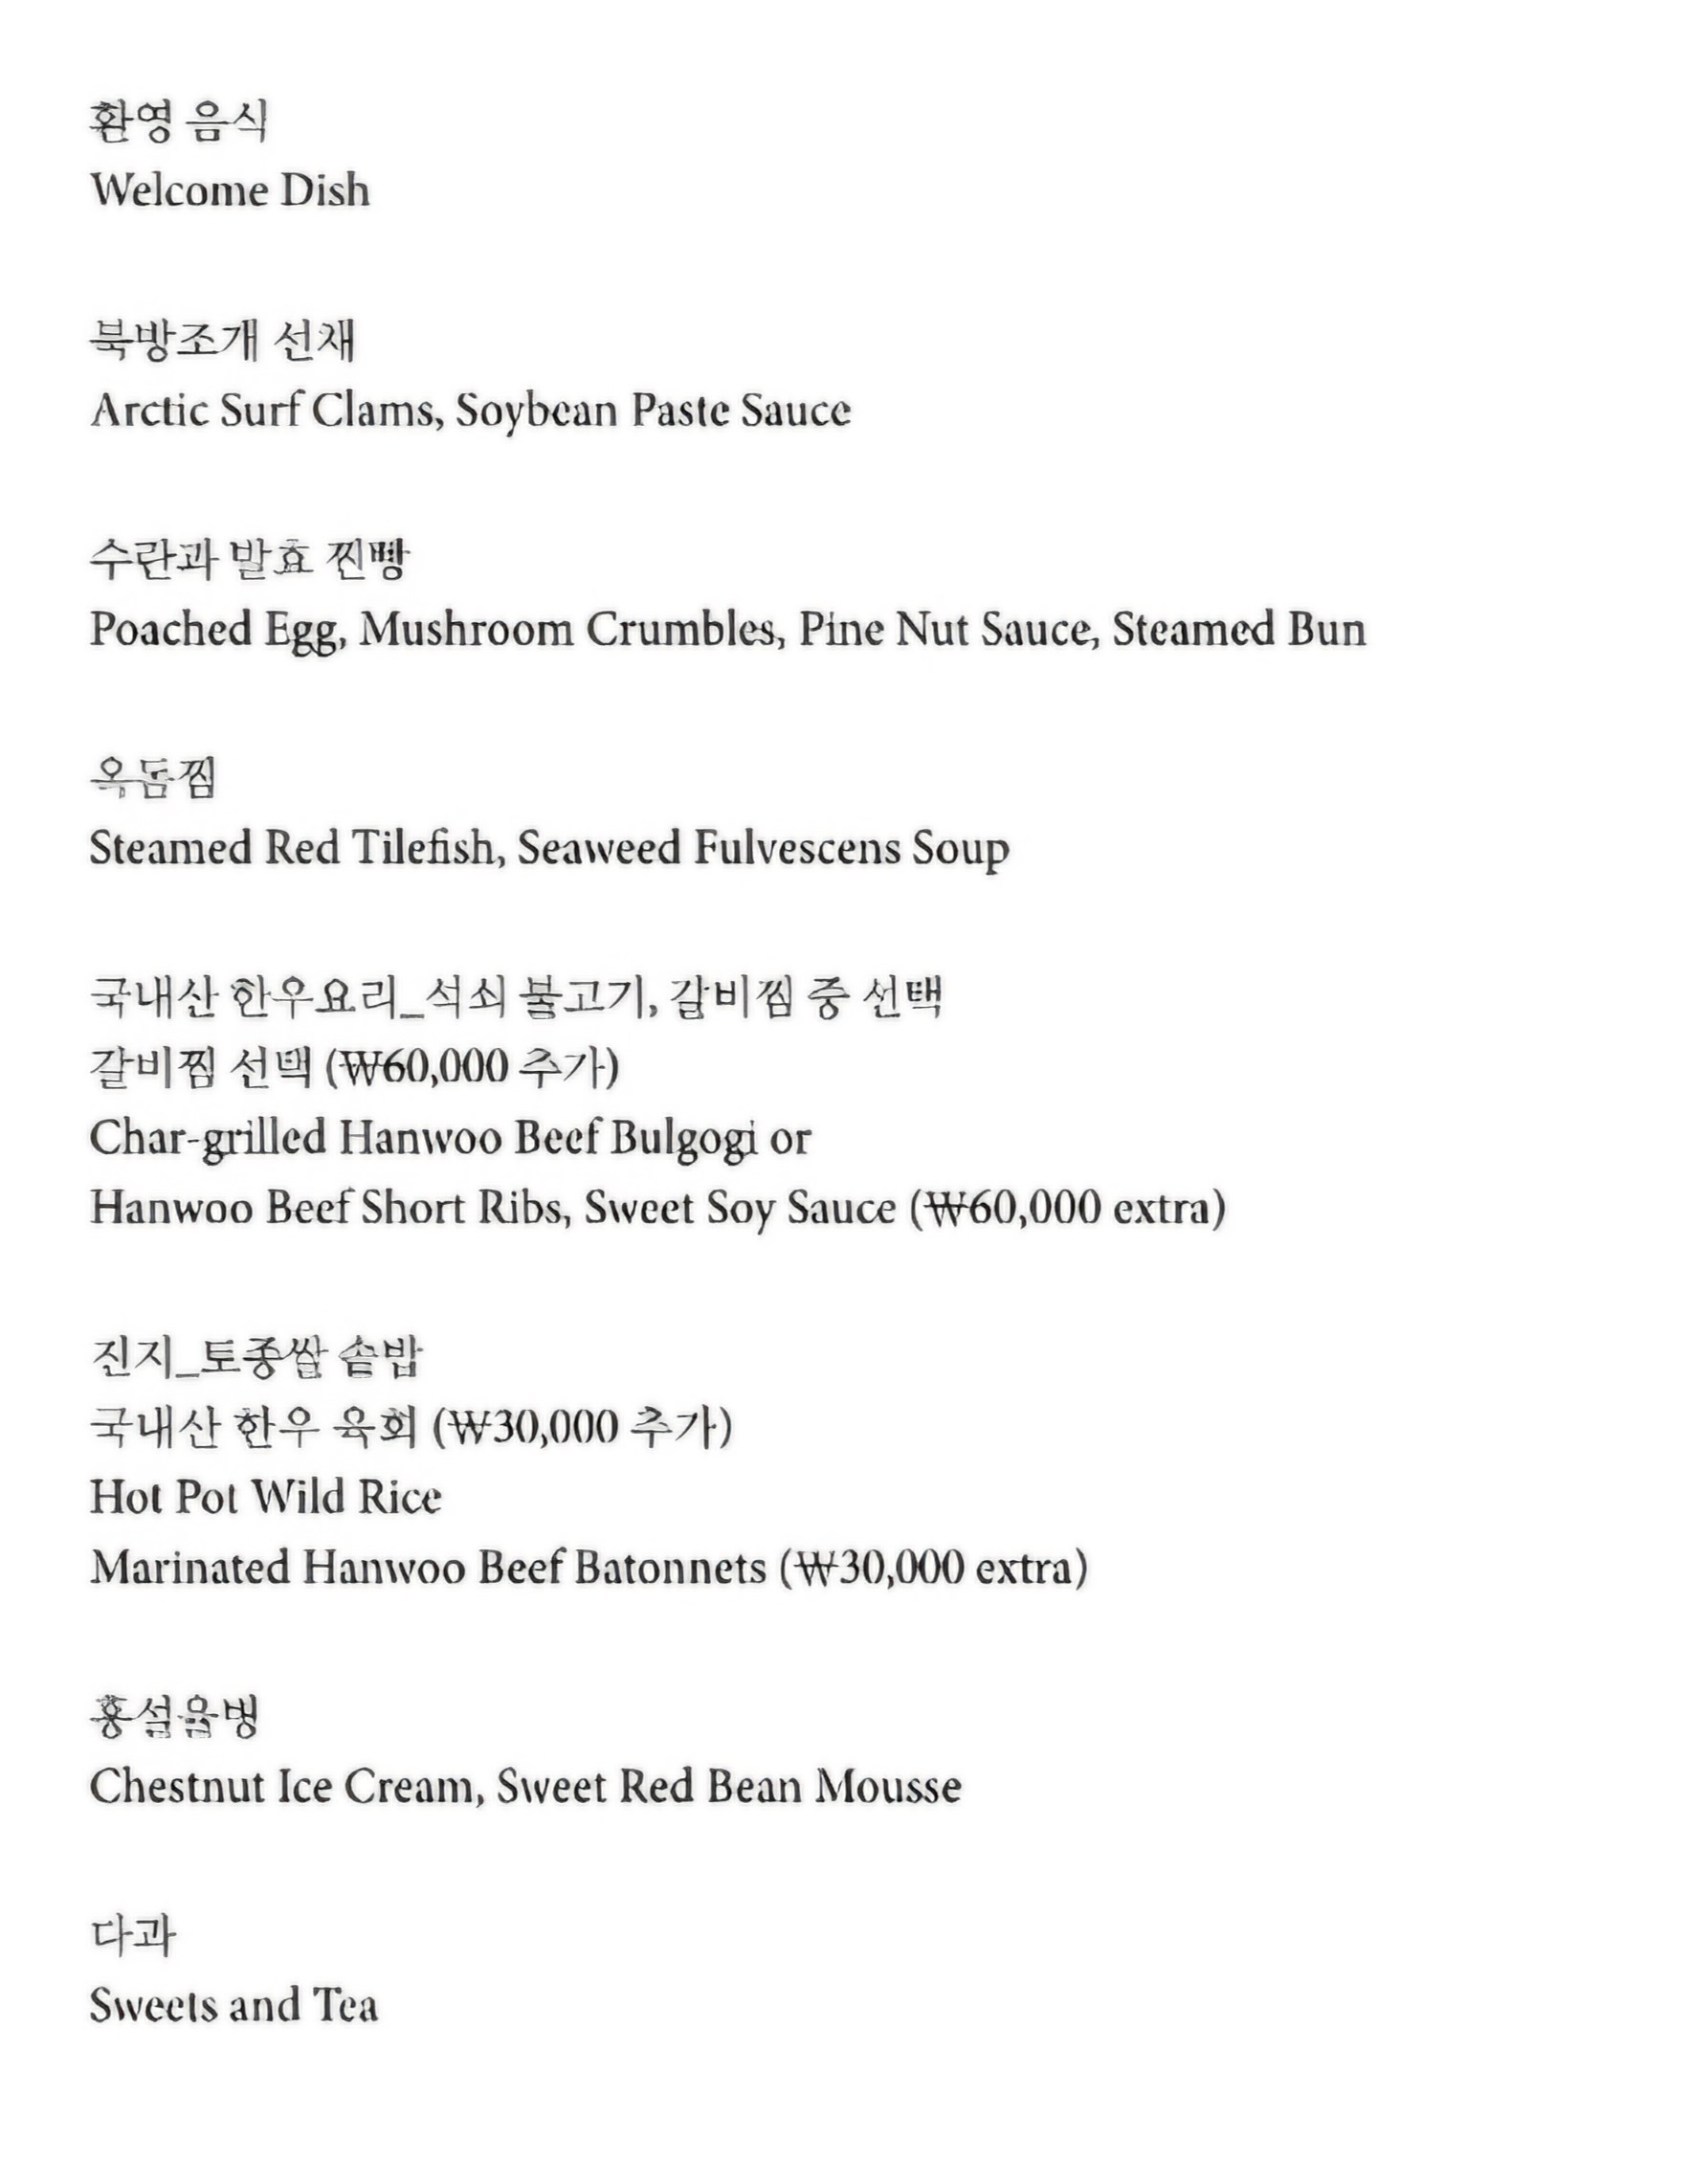 환영 음식
Welcome Dish
북방조개 선재
Arctic Surf Clams, Soybean Paste Sauce
수란과 발효 찐빵
Poached Egg, Mushroom Crumbles, Pine Nut Sauce, Steamed Bun
옥돔찜
Steamed Red Tilefish, Seaweed Fulvescens Soup
국내산 한우요리_석쇠 불고기, 갈비찜 중 선택
갈비찜 선택 (₩60,000 추가)
Char-grilled Hanwoo Beef Bulgogi or
Hanwoo Beef Short Ribs, Sweet Soy Sauce (₩60,000 extra)
진지_토종쌀 솥밥
국내산 한우 육회 (₩30,000 추가)
Hot Pot Wild Rice
Marinated Hanwoo Beef Batonnets (₩30,000 extra)
홍설율병
Chestnut Ice Cream, Sweet Red Bean Mousse
다과
Sweets and Tea